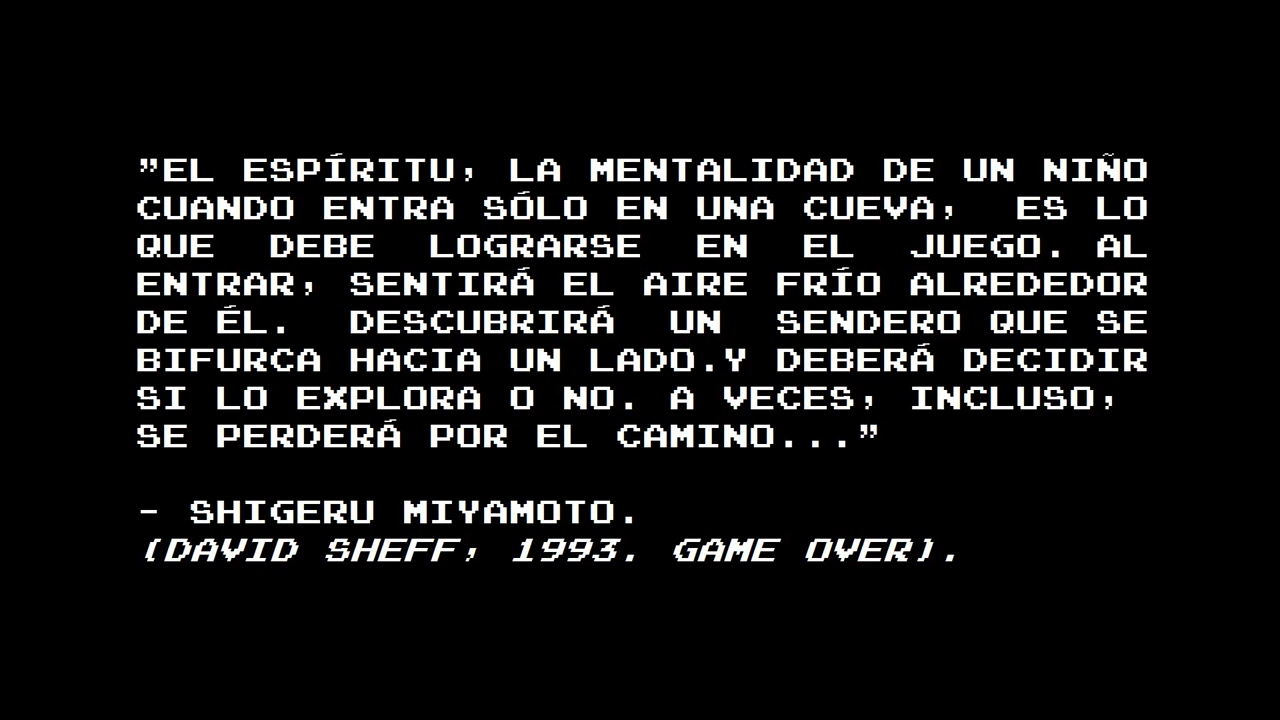 "EL ESPÍRITU, LA MENTALIDAD DE UN NIÑO
CUANDO ENTRA SÓLO EN UNA CUEVA, ES LO
QUE DEBE LOGRARSE EN EL JUEGO. AL
ENTRAR, SENTIRÁ EL AIRE FRÍO ALREDEDOR
DE ÉL. DESCUBRIRÁ UN SENDERO QUE SE
BIFURCA HACIA UN LADO.Y DEBERÁ DECIDIR
SI LO EXPLORA O NO. A VECES, INCLUSO,
SE PERDERÁ POR EL CAMINO..."
- SHIGERU MIYAMOTO.
(DAVID SHEFF, 1993. GAME OVER).